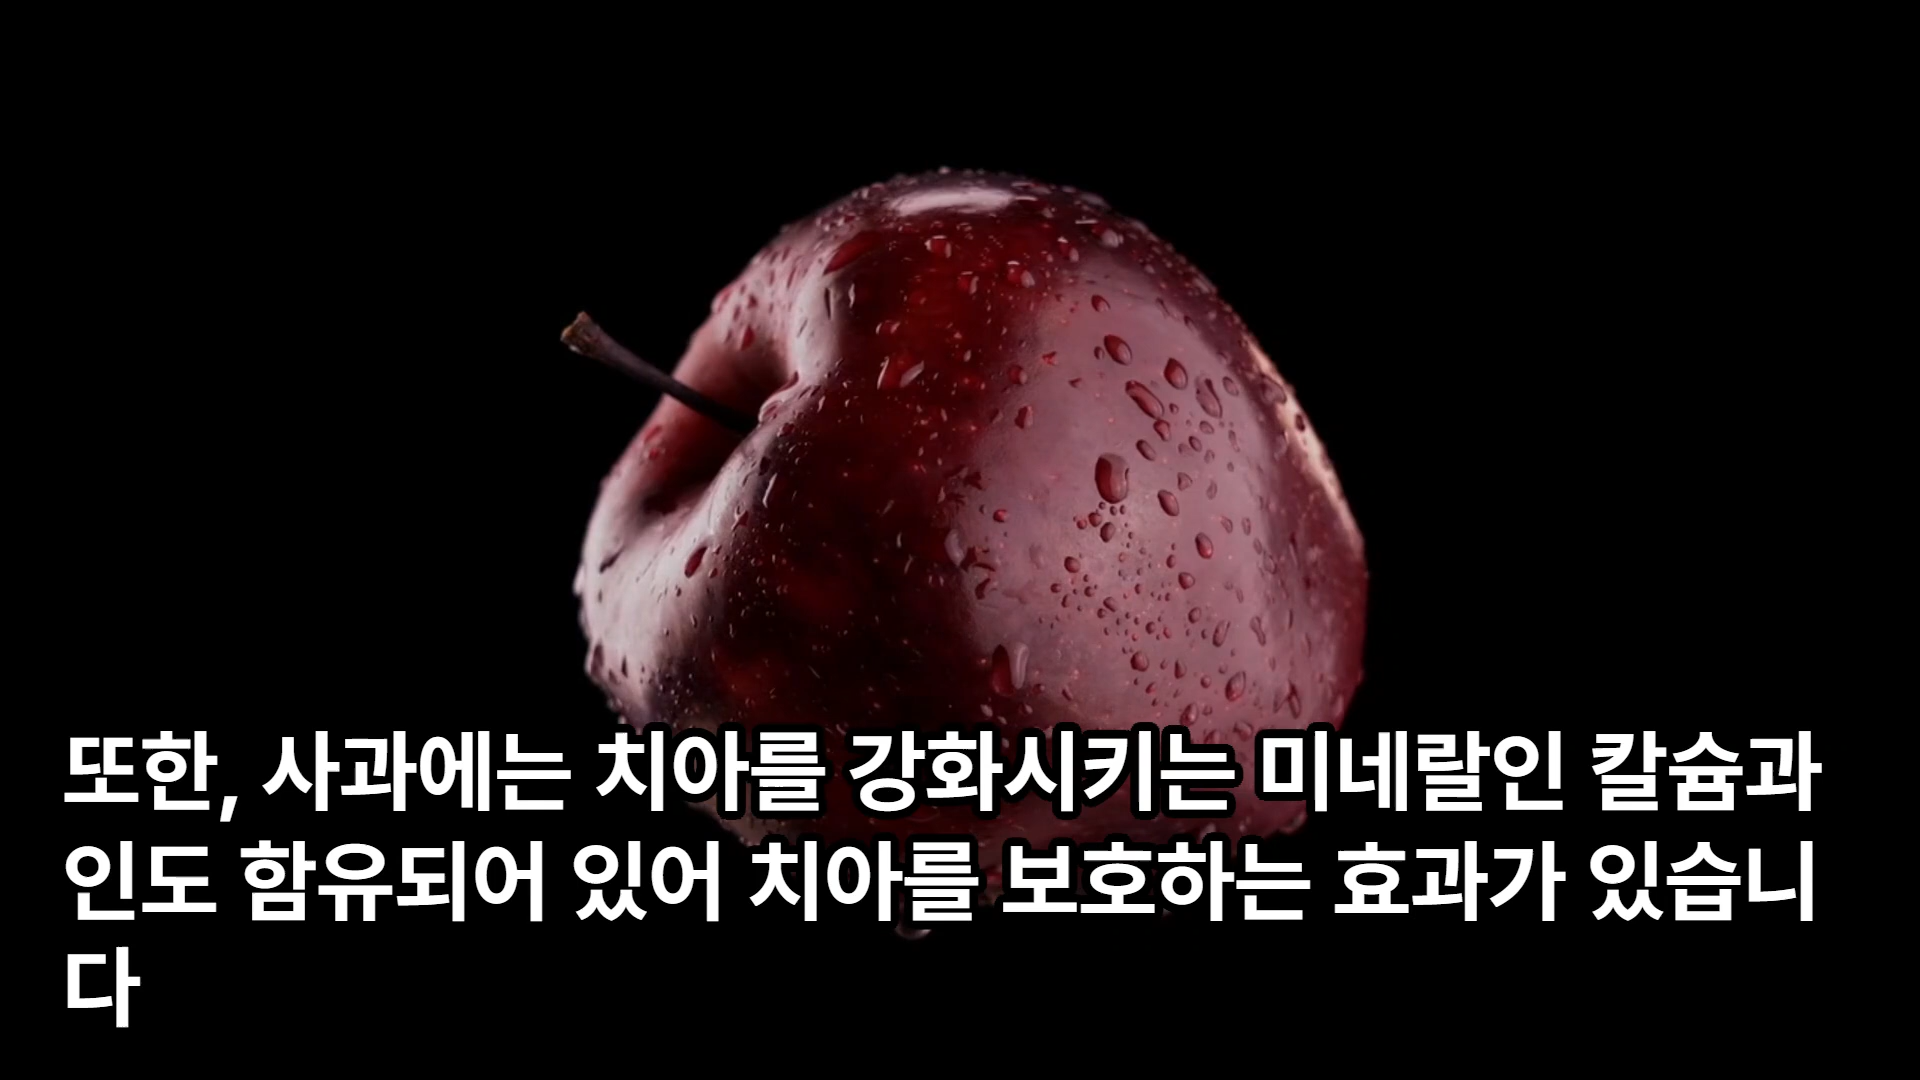 또한, 사과에는 치아를 강화시키는 미네랄인 칼슘과
인도 함유되어 있어 치아를 보호하는 효과가 있습니
다